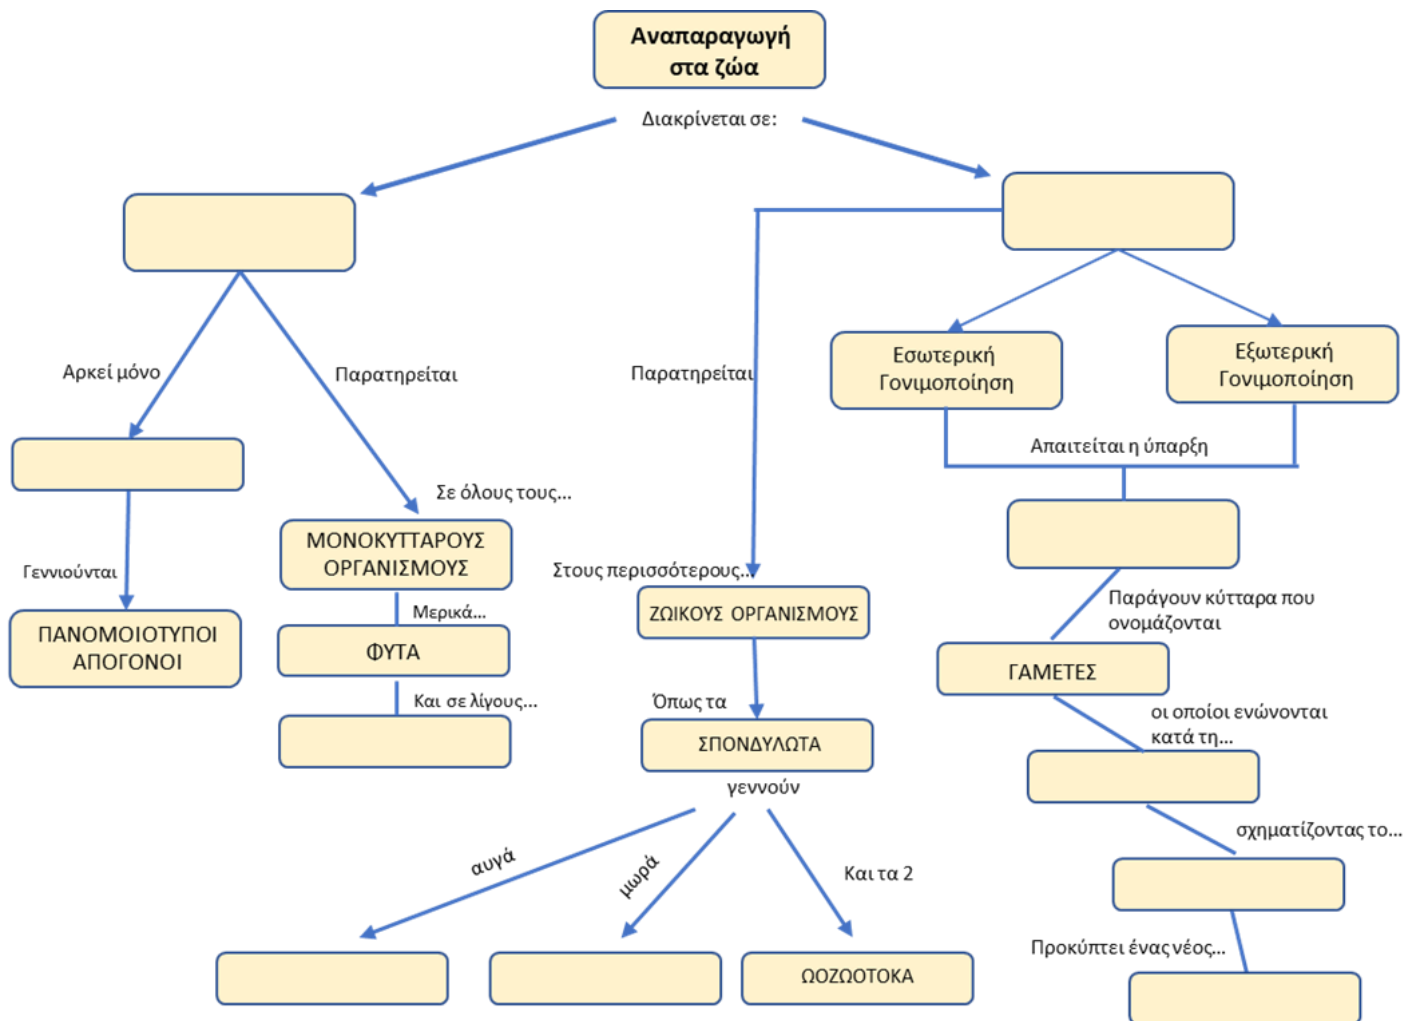 Αναπαραγωγή
στα ζώα
Διακρίνεται σε:
Αρκεί μόνο
Παρατηρείται
Παρατηρείται
Εσωτερική
Γονιμοποίηση
Εξωτερική
Γονιμοποίηση
Απαιτείται η ύπαρξη
Σε όλους τους...
ΜΟΝΟΚΥΤΤΑΡΟΥΣ
ΟΡΓΑΝΙΣΜΟΥΣ
Γεννιούνται
ΠΑΝΟΜΟΙΟΤΥΠΟΙ
ΑΠΟΓΟΝΟΙ
Μερικά...
ΦΥΤΑ
Και σε λίγους...
Στους περισσότερους...
ΖΩΙΚΟΥΣ ΟΡΓΑΝΙΣΜΟΥΣ
Όπως τα
ΣΠΟΝΔΥΛΩΤΑ
γεννούν
αυγά
μωρά
Και τα 2
ΩΟΖΩΟΤΟΚΑ
Παράγουν κύτταρα που
ονομάζονται
ΓΑΜΕΤΕΣ
οι οποίοι ενώνονται
κατά τη...
σχηματίζοντας το...
Προκύπτει ένας νέος...